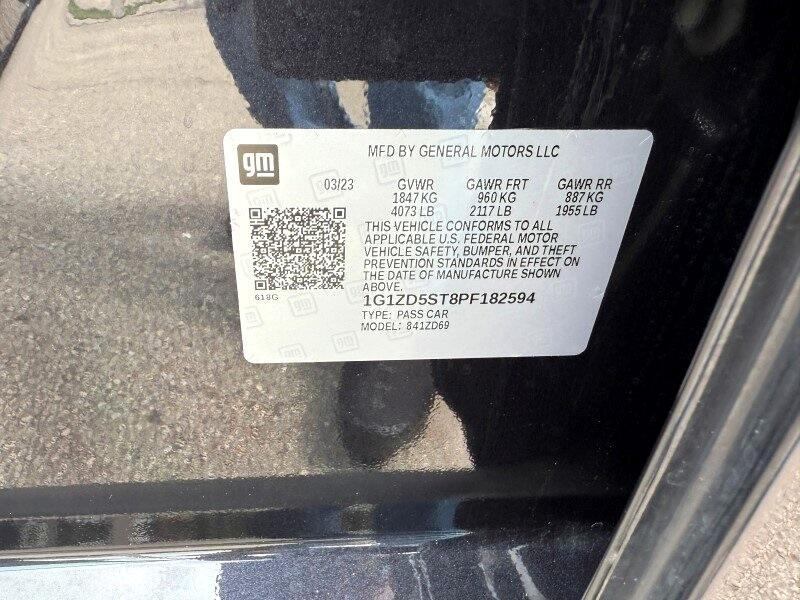 gm
MFD BY GENERAL MOTORS LLC
03/23 GVWR GAWR FRT GAWR RR
1847 KG 960 KG 887 KG
4073 LB 2117 LB 1955 LB
THIS VEHICLE CONFORMS TO ALL
APPLICABLE U.S. FEDERAL MOTOR
VEHICLE SAFETY, BUMPER, AND THEFT
PREVENTION STANDARDS IN EFFECT ON
THE DATE OF MANUFACTURE SHOWN
ABOVE.
618G
1G1ZD5ST8PF182594
TYPE: PASS CAR
MODEL: 841ZD69